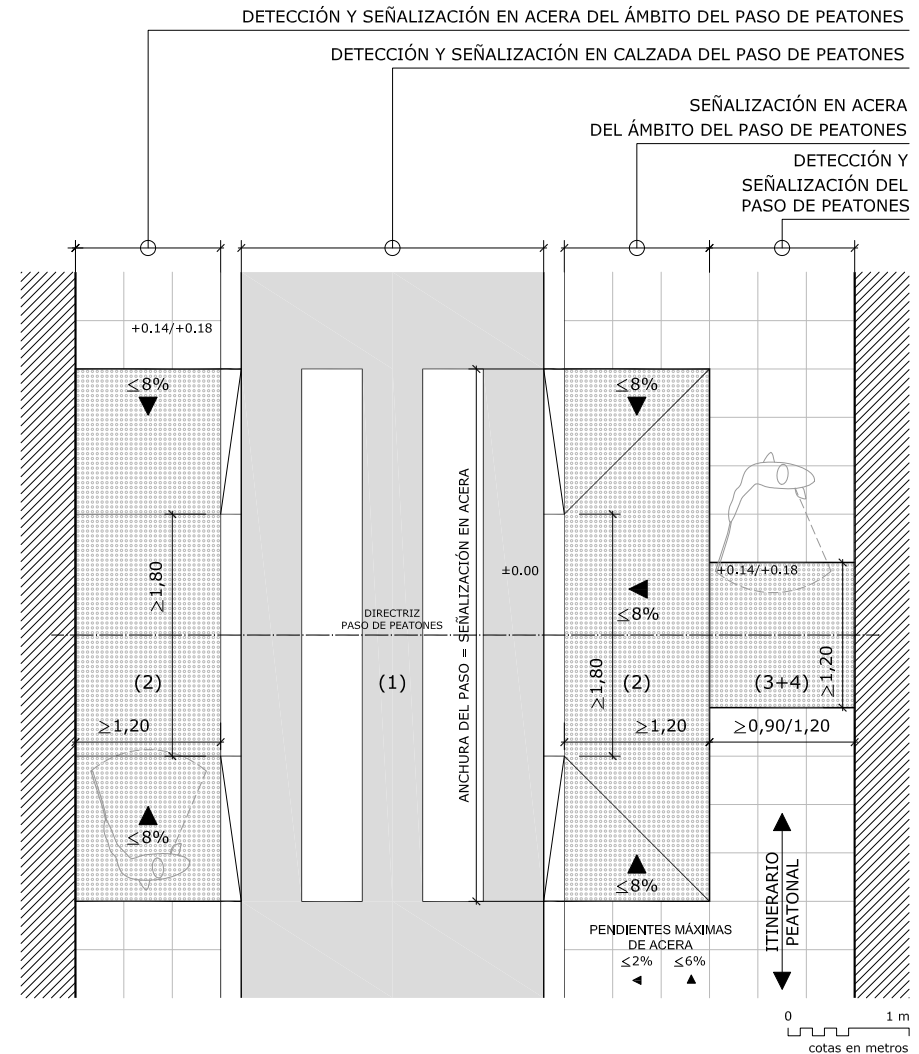 DETECCIÓN Y SEÑALIZACIÓN EN ACERA DEL ÁMBITO DEL PASO DE PEATONES
DETECCIÓN Y SEÑALIZACIÓN EN CALZADA DEL PASO DE PEATONES
SEÑALIZACIÓN EN ACERA
DEL ÁMBITO DEL PASO DE PEATONES
DETECCIÓN Y
SEÑALIZACIÓN DEL
PASO DE PEATONES
+0.14/+0.18
≤8%
≤8%
ANCHURA DEL PASO = SEÑALIZACIÓN EN ACERA
±0.00
+0.14/+0.18
≥1,80
≤8%
DIRECTRIZ
PASO DE PEATONES
≥1,80
≥1,20
(2)
(1)
(2)
(3+4)
≥1,20
≥1,20
≥0,90/1,20
≤8%
≤8%
ITINERARIO
PEATONAL
PENDIENTES MÁXIMAS
DE ACERA
≤2%
≤6%
0
1 m
cotas en metros